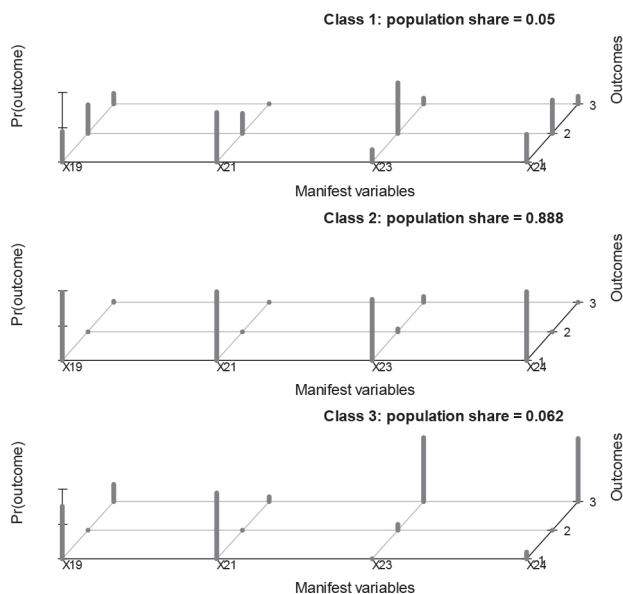 Class 1: population share = 0.05
Pr(outcome)
Outcomes
3
2
1
X19 X21 X23 X24
Manifest variables
Class 2: population share = 0.888
Pr(outcome)
Outcomes
3
2
1
X19 X21 X23 X24
Manifest variables
Class 3: population share = 0.062
Pr(outcome)
Outcomes
3
2
1
X19 X21 X23 X24
Manifest variables